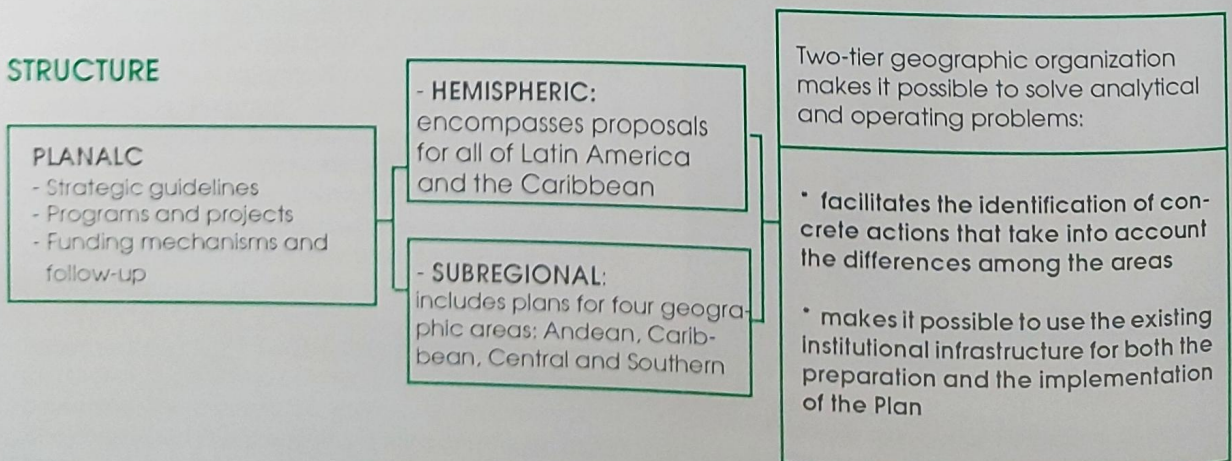 STRUCTURE
PLANALC
- Strategic guidelines
- Programs and projects
- Funding mechanisms and
follow-up
- HEMISPHERIC:
encompasses proposals
for all of Latin America
and the Caribbean
- SUBREGIONAL:
includes plans for four geogra-
phic areas: Andean, Carib-
bean, Central and Southern
Two-tier geographic organization
makes it possible to solve analytical
and operating problems:
* facilitates the identification of con-
crete actions that take into account
the differences among the areas
* makes it possible to use the existing
institutional infrastructure for both the
preparation and the implementation
of the Plan